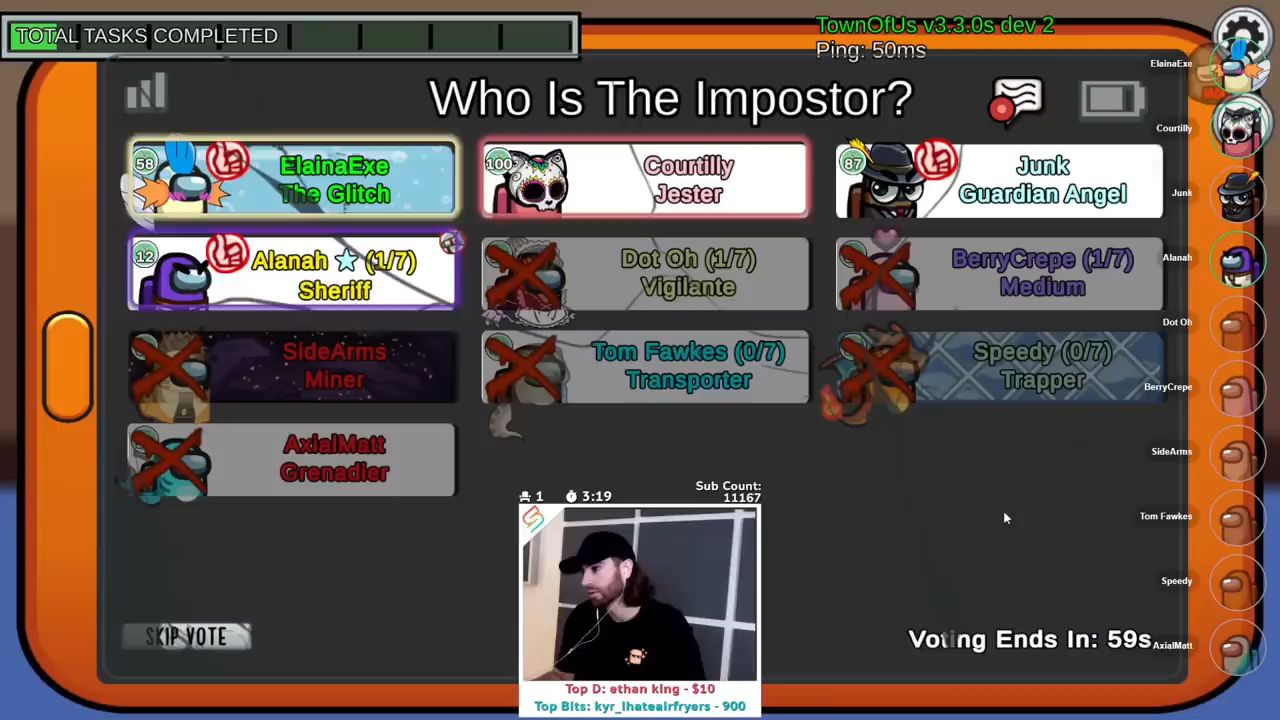 TOTAL TASKS COMPLETED
TownOfUs v3.3.0s dev 2
Ping: 50ms
Who Is The Impostor?
58
ElainaExe
The Glitch
100
Courtilly
Jester
87
Junk
Guardian Angel
12
Alanah ★ (1/7)
Sheriff
Dot Oh (1/7)
Vigilante
BerryCrepe (1/7)
Medium
SideArms
Miner
Tom Fawkes (0/7)
Transporter
Speedy (0/7)
Trapper
AxialMatt
Grenadier
SKIP VOTE
Voting Ends In: 59s
1
3:19
Sub Count:
11167
Top D: ethan king - $10
Top Bits: kyr_ihateairfryers - 900
ElainaExe
Courtilly
Junk
Alanah
Dot Oh
BerryCrepe
SideArms
Tom Fawkes
Speedy
AxialMatt